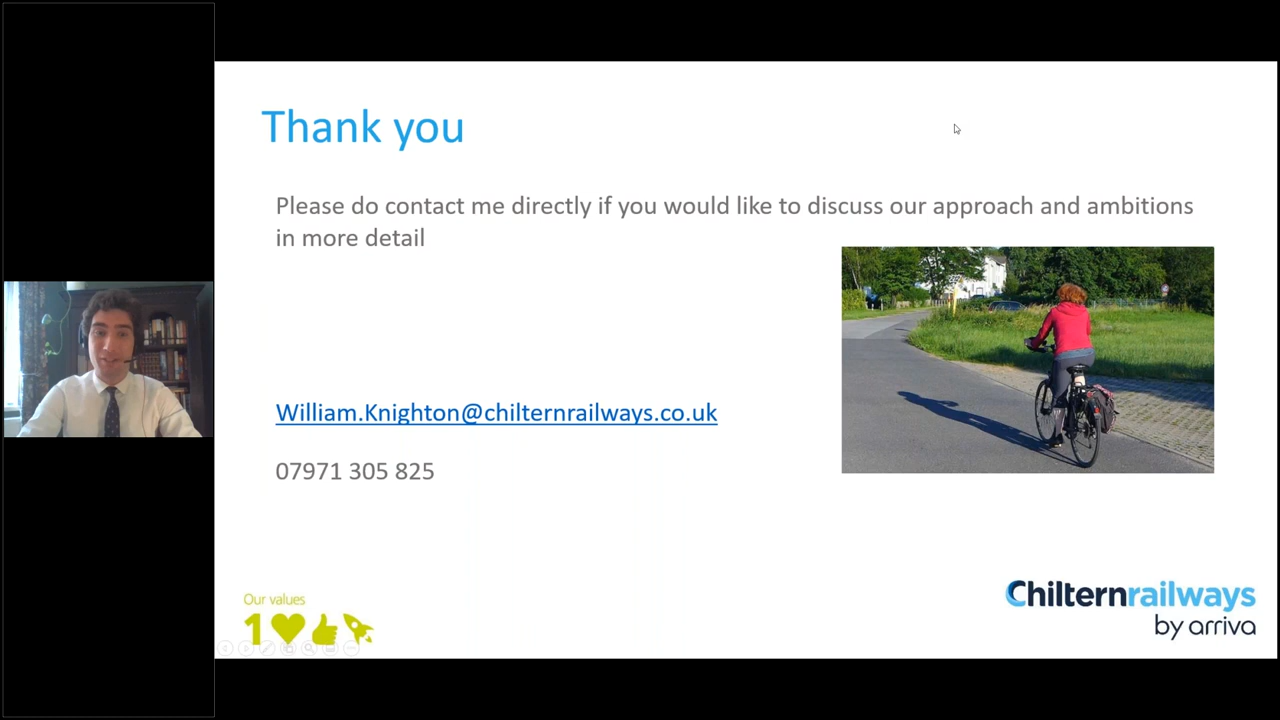 Thank you
Please do contact me directly if you would like to discuss our approach and ambitions
in more detail
William.Knighton@chilternrailways.co.uk
07971 305 825
Our values
1
Chilternrailways
by arriva